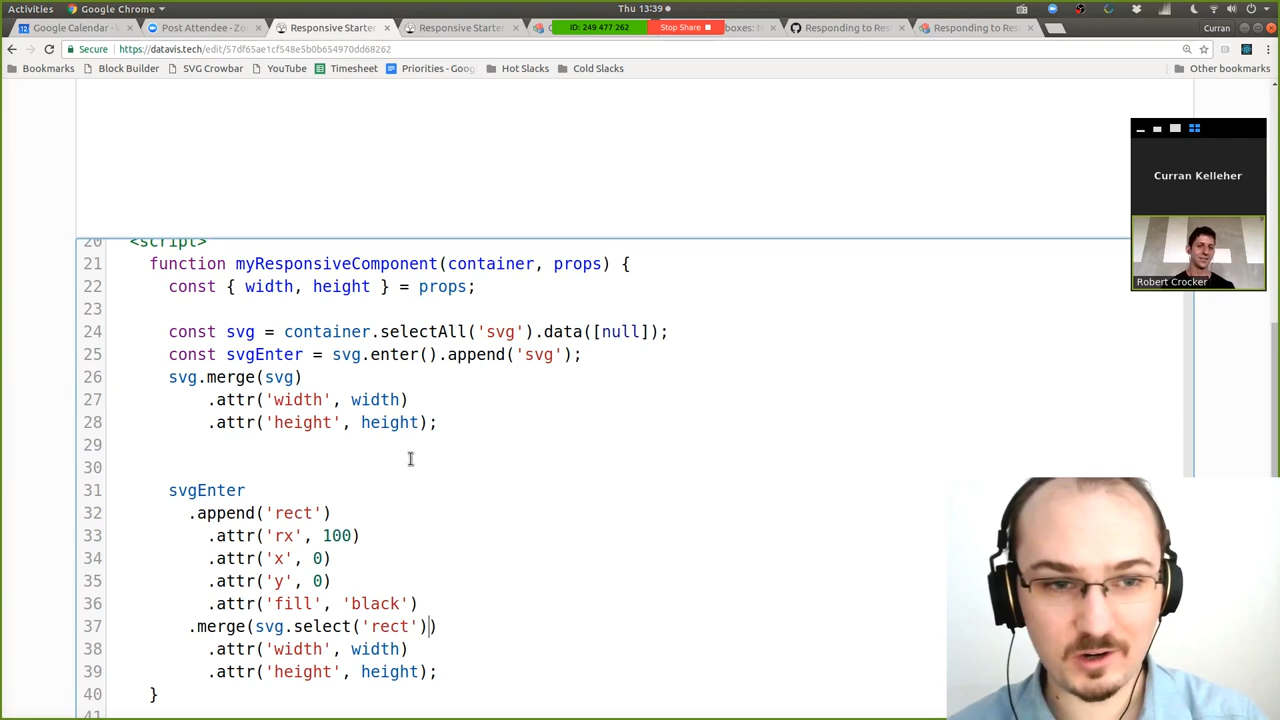 Activities
Google Chrome
Thu 13:39
Google Calendar -
Post Attendee - Zo
Responsive Starte
Responsive Starte
ID: 249 477 262
Stop Share
boxes: N
Responding to Res
Responding to Res
Curran
Secure
https://datavis.tech/edit/57df65ae1cf548e5b0b654970dd68262
Bookmarks
Block Builder
SVG Crowbar
YouTube
Timesheet
Priorities - Goog
Hot Slacks
Cold Slacks
Other bookmarks
Curran Kelleher
Robert Crocker
20 <script>
21 function myResponsiveComponent(container, props) {
22 const { width, height } = props;
23
24 const svg = container.selectAll('svg').data([null]);
25 const svgEnter = svg.enter().append('svg');
26 svg.merge(svg)
27 .attr('width', width)
28 .attr('height', height);
29
30
31 svgEnter
32 .append('rect')
33 .attr('rx', 100)
34 .attr('x', 0)
35 .attr('y', 0)
36 .attr('fill', 'black')
37 .merge(svg.select('rect'))
38 .attr('width', width)
39 .attr('height', height);
40 }
41